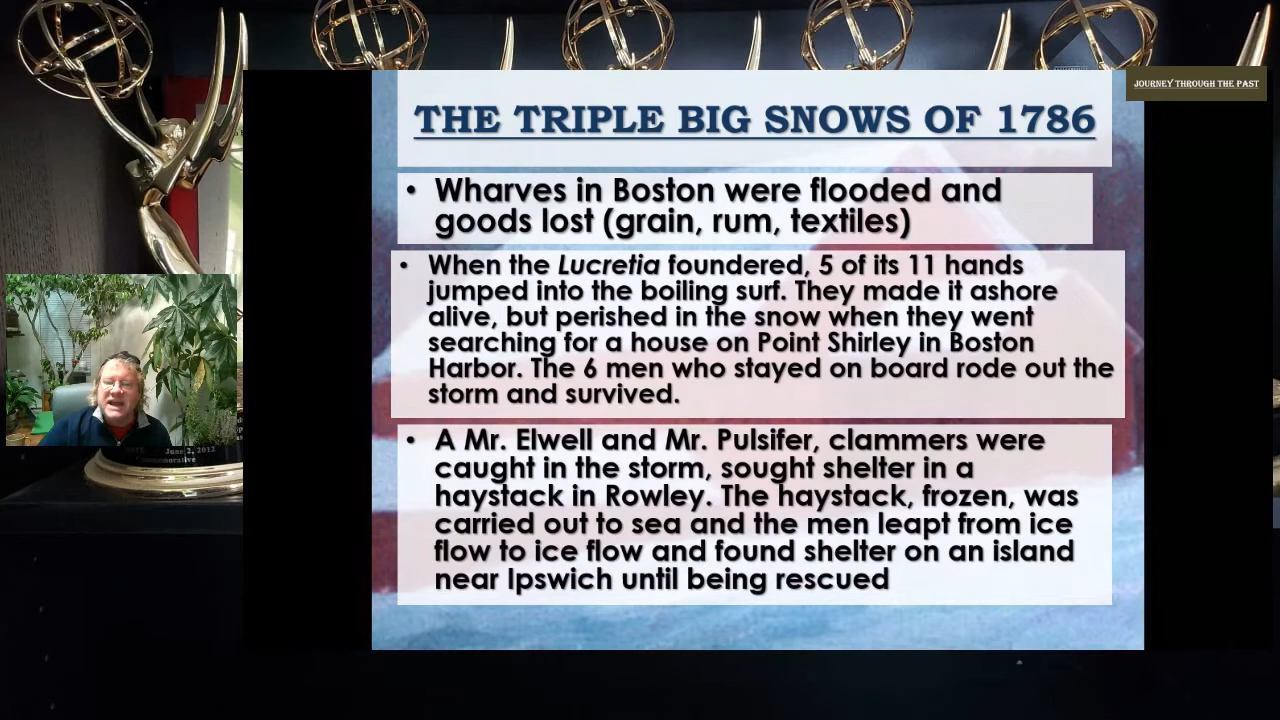 JOURNEY THROUGH THE PAST
THE TRIPLE BIG SNOWS OF 1786
• Wharves in Boston were flooded and
goods lost (grain, rum, textiles)
• When the Lucretia foundered, 5 of its 11 hands
jumped into the boiling surf. They made it ashore
alive, but perished in the snow when they went
searching for a house on Point Shirley in Boston
Harbor. The 6 men who stayed on board rode out the
storm and survived.
• A Mr. Elwell and Mr. Pulsifer, clammers were
caught in the storm, sought shelter in a
haystack in Rowley. The haystack, frozen, was
carried out to sea and the men leapt from ice
flow to ice flow and found shelter on an island
near Ipswich until being rescued
June 2, 2012